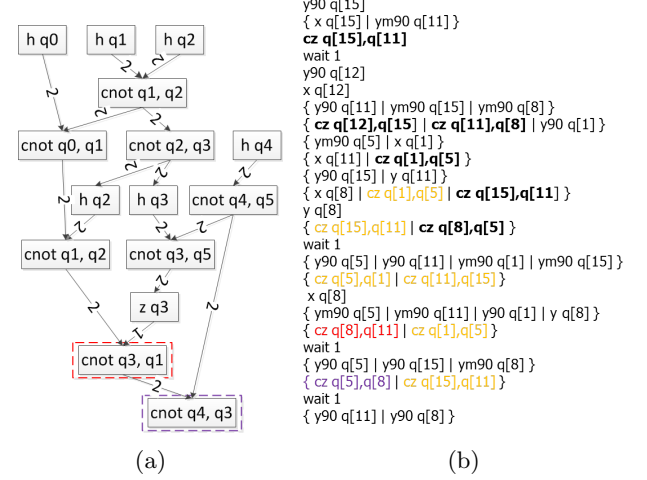 h q0
h q1
h q2
2
2
2
cnot q1, q2
2
2
cnot q0, q1
cnot q2, q3
h q4
2
2
2
2
h q2
h q3
cnot q4, q5
2
2
2
cnot q1, q2
cnot q3, q5
2
z q3
2
1
2
cnot q3, q1
2
cnot q4, q3
(a)
y90 q[15]
{ x q[15] | ym90 q[11] }
cz q[15],q[11]
wait 1
y90 q[12]
x q[12]
{ y90 q[11] | ym90 q[15] | ym90 q[8] }
{ cz q[12],q[15] | cz q[11],q[8] | y90 q[1] }
{ ym90 q[5] | x q[1] }
{ x q[11] | cz q[1],q[5] }
{ y90 q[15] | y q[11] }
{ x q[8] | cz q[1],q[5] | cz q[15],q[11] }
y q[8]
{ cz q[15],q[11] | cz q[8],q[5] }
wait 1
{ y90 q[5] | y90 q[11] | ym90 q[1] | ym90 q[15] }
{ cz q[5],q[1] | cz q[11],q[15] }
x q[8]
{ ym90 q[5] | ym90 q[11] | y90 q[1] | y q[8] }
{ cz q[8],q[11] | cz q[1],q[5] }
wait 1
{ y90 q[5] | y90 q[15] | ym90 q[8] }
{ cz q[5],q[8] | cz q[15],q[11] }
wait 1
{ y90 q[11] | y90 q[8] }
(b)